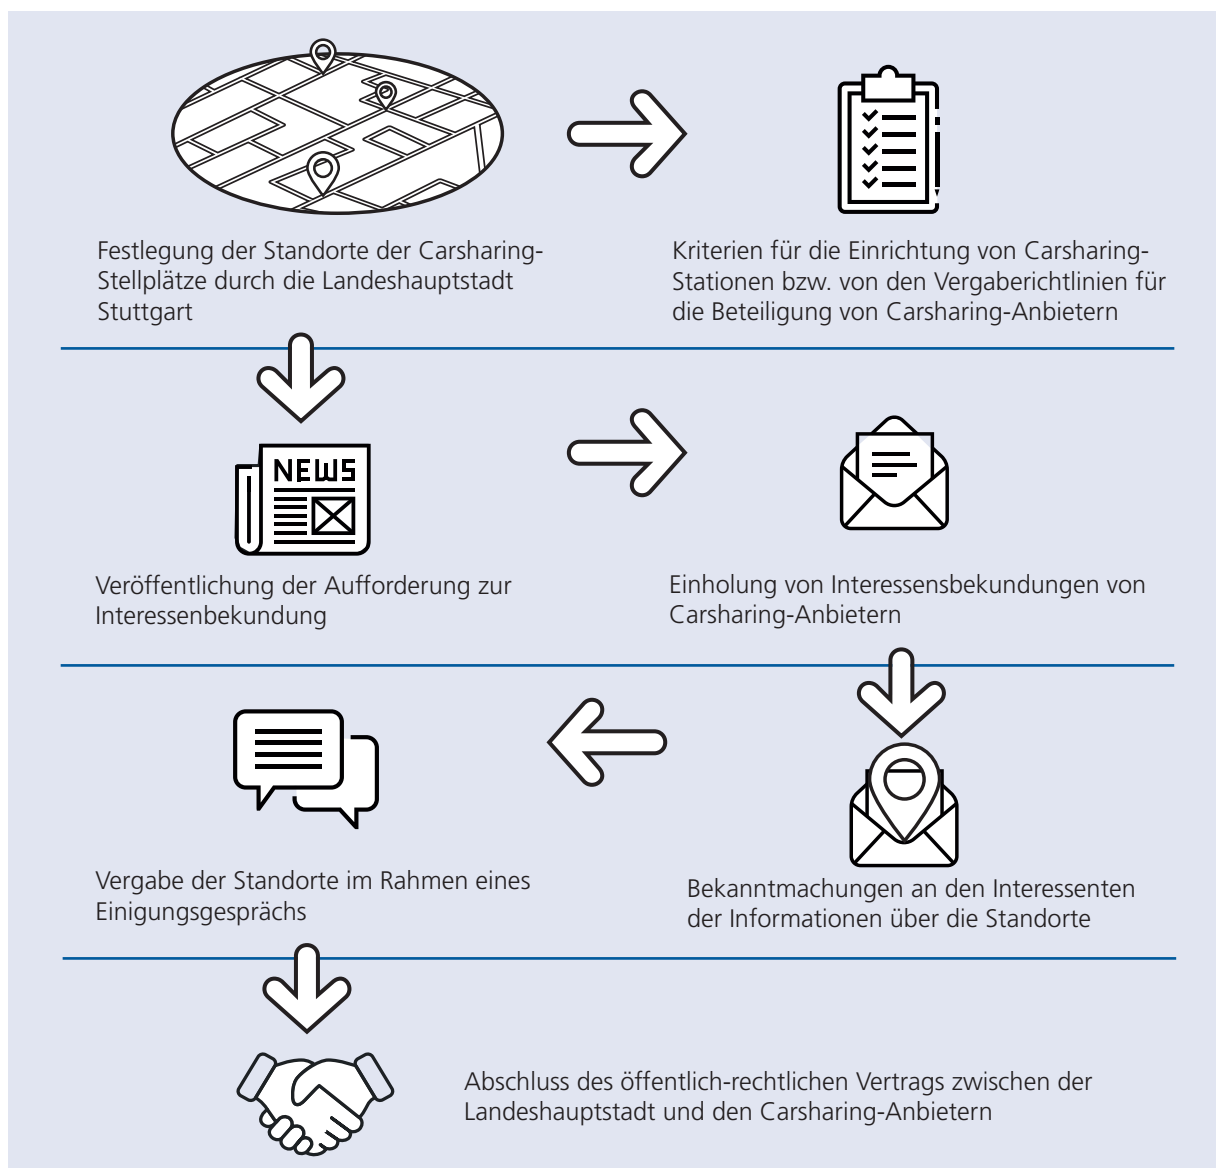 Festlegung der Standorte der Carsharing-
Stellplätze durch die Landeshauptstadt
Stuttgart
Kriterien für die Einrichtung von Carsharing-
Stationen bzw. von den Vergaberichtlinien für
die Beteiligung von Carsharing-Anbietern
NEWS
Veröffentlichung der Aufforderung zur
Interessenbekundung
Einholung von Interessensbekundungen von
Carsharing-Anbietern
Bekanntmachungen an den Interessenten
der Informationen über die Standorte
Vergabe der Standorte im Rahmen eines
Einigungsgesprächs
Abschluss des öffentlich-rechtlichen Vertrags zwischen der
Landeshauptstadt und den Carsharing-Anbietern